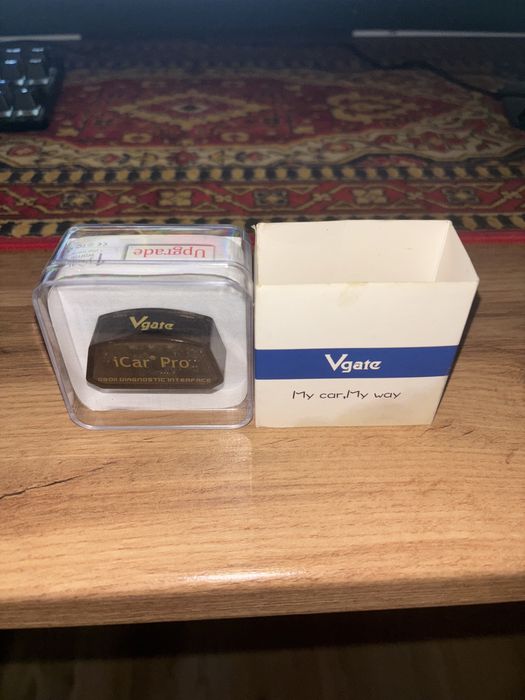 Upgrade
Vgate
iCar® Pro
OBDII DIAGNOSTIC INTERFACE
Vgate
My car,My way